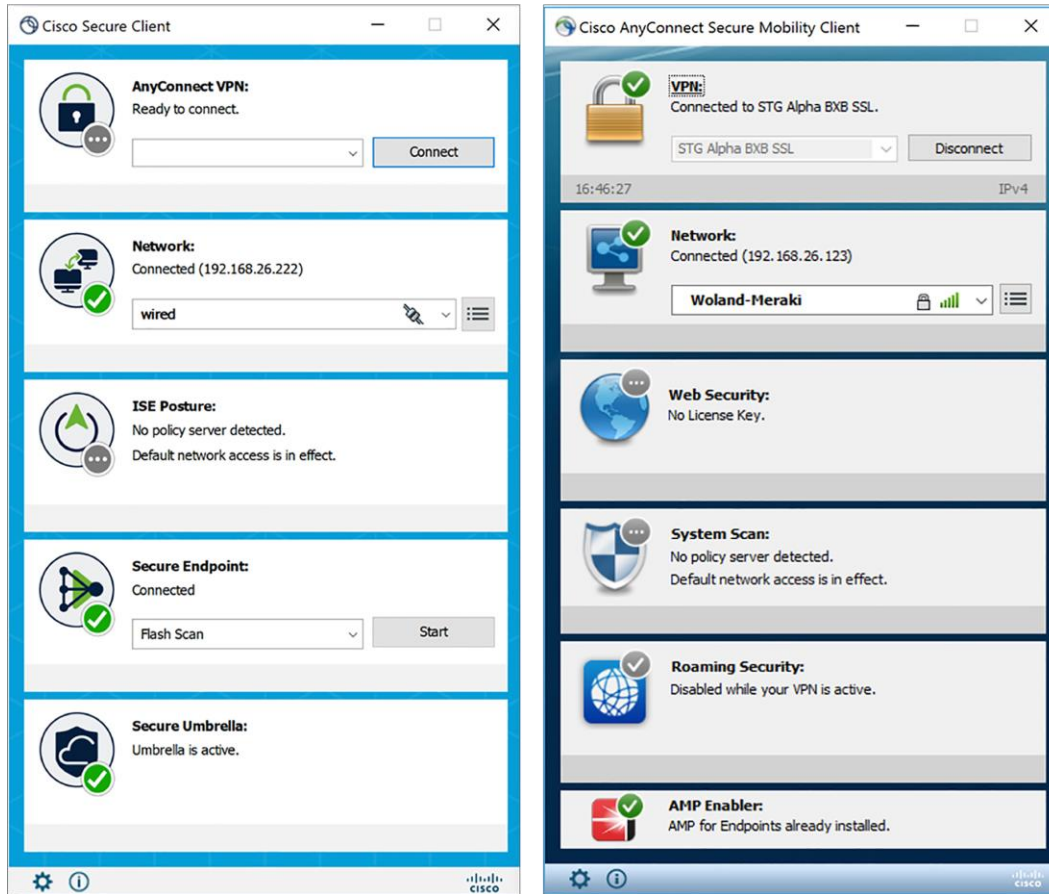 Cisco Secure Client
AnyConnect VPN:
Ready to connect.
Connect
Network:
Connected (192.168.26.222)
wired
ISE Posture:
No policy server detected.
Default network access is in effect.
Secure Endpoint:
Connected
Flash Scan
Start
Secure Umbrella:
Umbrella is active.
cisco
Cisco AnyConnect Secure Mobility Client
VPN:
Connected to STG Alpha BXB SSL.
STG Alpha BXB SSL
Disconnect
16:46:27
IPv4
Network:
Connected (192.168.26.123)
Woland-Meraki
Web Security:
No License Key.
System Scan:
No policy server detected.
Default network access is in effect.
Roaming Security:
Disabled while your VPN is active.
AMP Enabler:
AMP for Endpoints already installed.
cisco